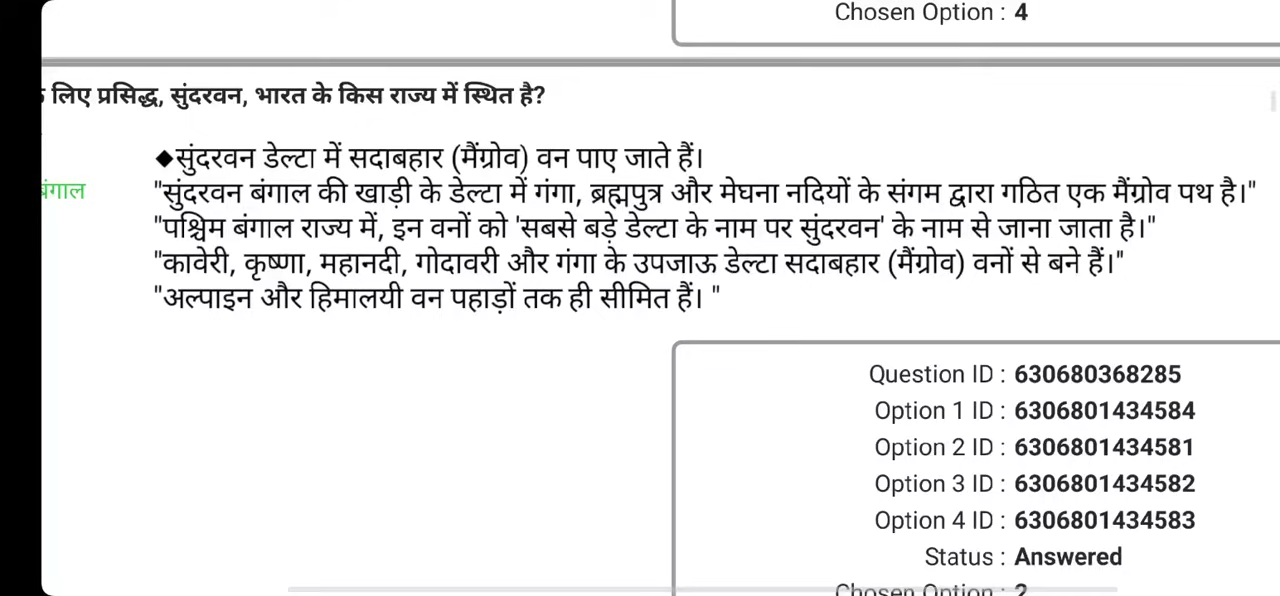 Chosen Option : 4
लिए प्रसिद्ध, सुंदरवन, भारत के किस राज्य में स्थित है?
◆सुंदरवन डेल्टा में सदाबहार (मैंग्रोव) वन पाए जाते हैं।
बंगाल
"सुंदरवन बंगाल की खाड़ी के डेल्टा में गंगा, ब्रह्मपुत्र और मेघना नदियों के संगम द्वारा गठित एक मैंग्रोव पथ है।"
"पश्चिम बंगाल राज्य में, इन वनों को 'सबसे बड़े डेल्टा के नाम पर सुंदरवन' के नाम से जाना जाता है।"
"कावेरी, कृष्णा, महानदी, गोदावरी और गंगा के उपजाऊ डेल्टा सदाबहार (मैंग्रोव) वनों से बने हैं।"
"अल्पाइन और हिमालयी वन पहाड़ों तक ही सीमित हैं। "
Question ID : 630680368285
Option 1 ID : 6306801434584
Option 2 ID : 6306801434581
Option 3 ID : 6306801434582
Option 4 ID : 6306801434583
Status : Answered
Chosen Option : 2